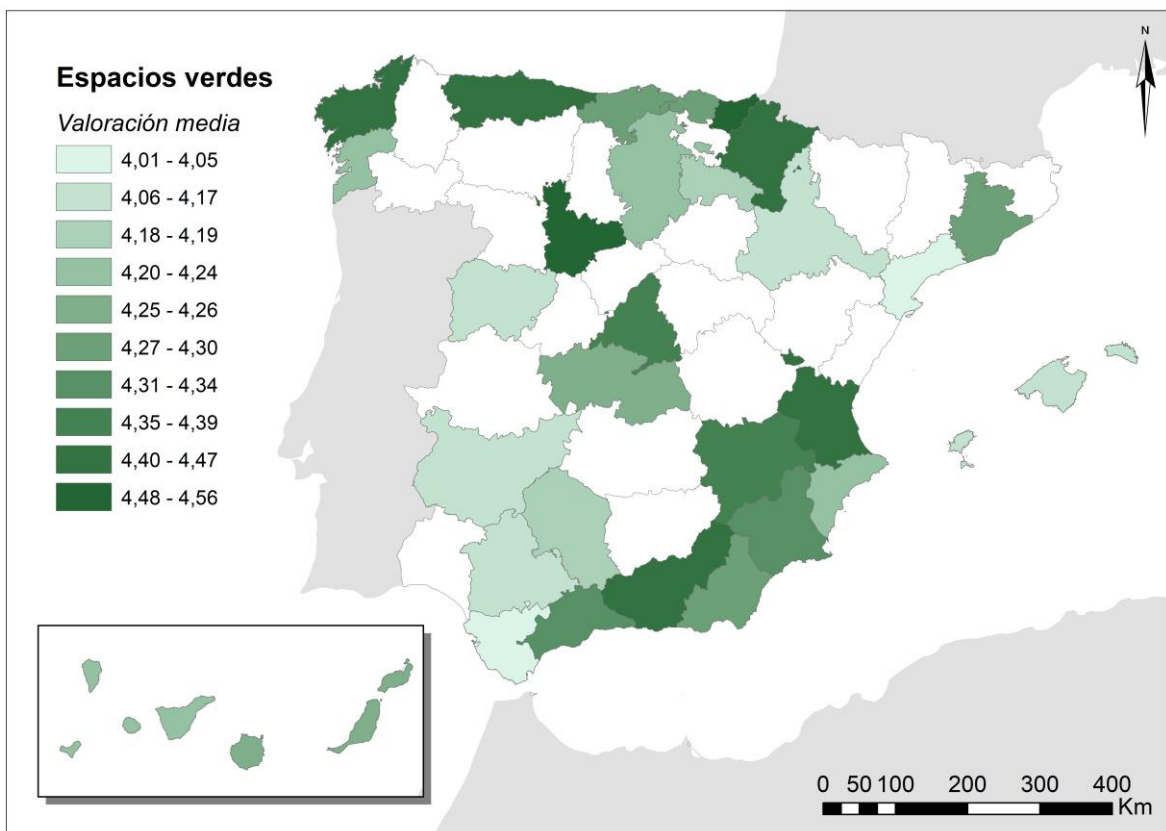 Espacios verdes
Valoración media
4,01 - 4,05
4,06 - 4,17
4,18 - 4,19
4,20 - 4,24
4,25 - 4,26
4,27 - 4,30
4,31 - 4,34
4,35 - 4,39
4,40 - 4,47
4,48 - 4,56
N
0 50 100 200 300 400
Km